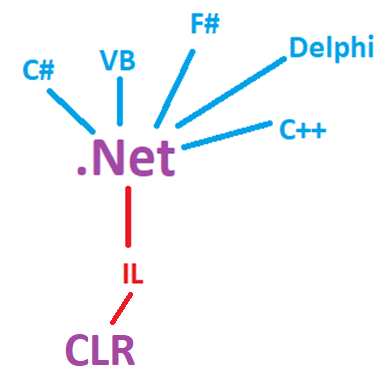 F#
Delphi
VB
C#
C++
.Net
IL
CLR